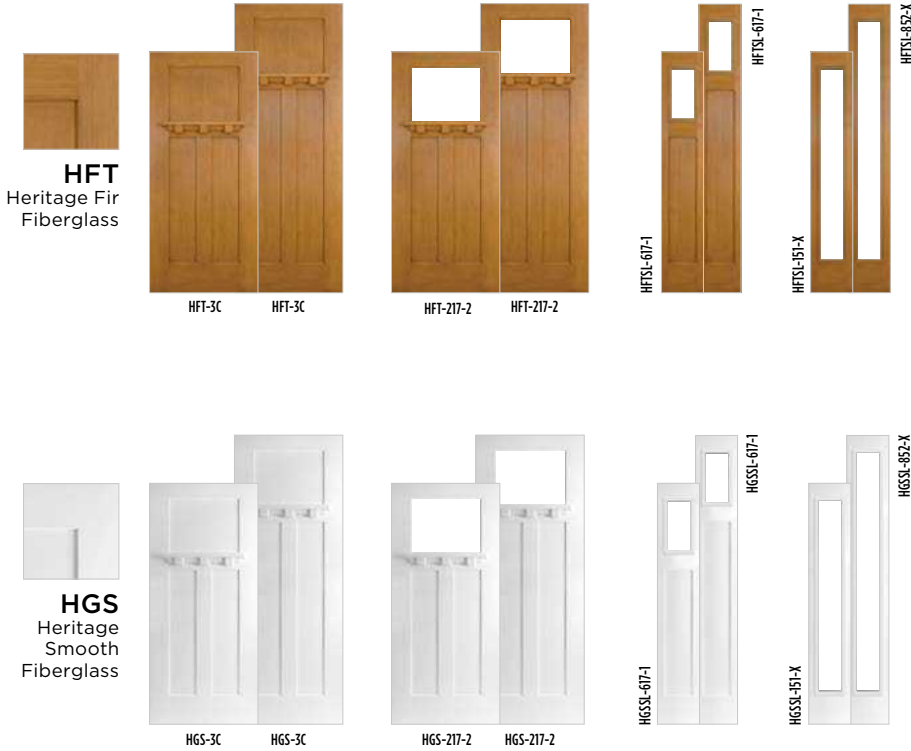 HFT
Heritage Fir
Fiberglass
HFT-3C
HFT-3C
HFT-217-2
HFT-217-2
HFTSL-617-1
HFTSL-617-1
HFTSL-151-X
HFTSL-852-X
HGS
Heritage
Smooth
Fiberglass
HGS-3C
HGS-3C
HGS-217-2
HGS-217-2
HGSSL-617-1
HGSSL-617-1
HGSSL-151-X
HGSSL-852-X